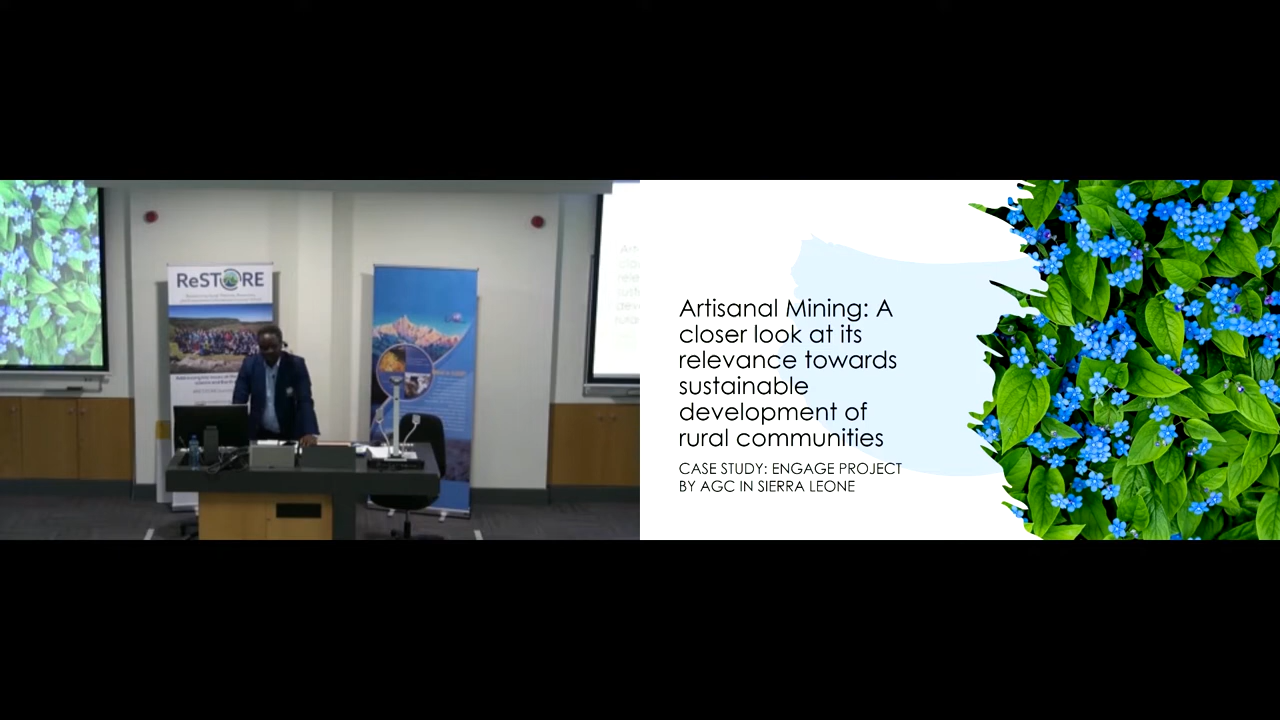 ReSTORE
Artisanal Mining: A
closer look at its
relevance towards
sustainable
development of
rural communities
CASE STUDY: ENGAGE PROJECT
BY AGC IN SIERRA LEONE